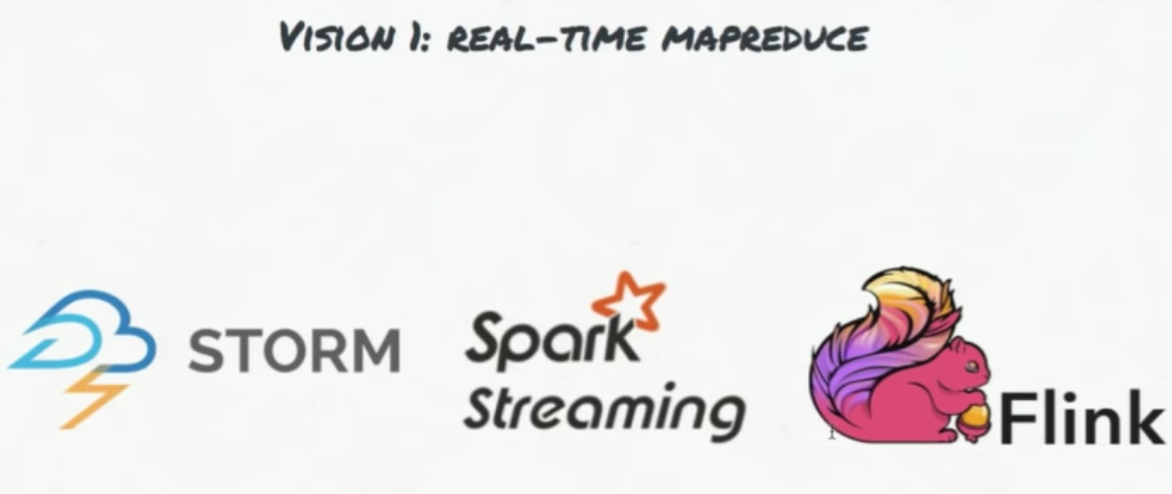 VISION 1: REAL-TIME MAPREDUCE
STORM
Spark
Streaming
Flink